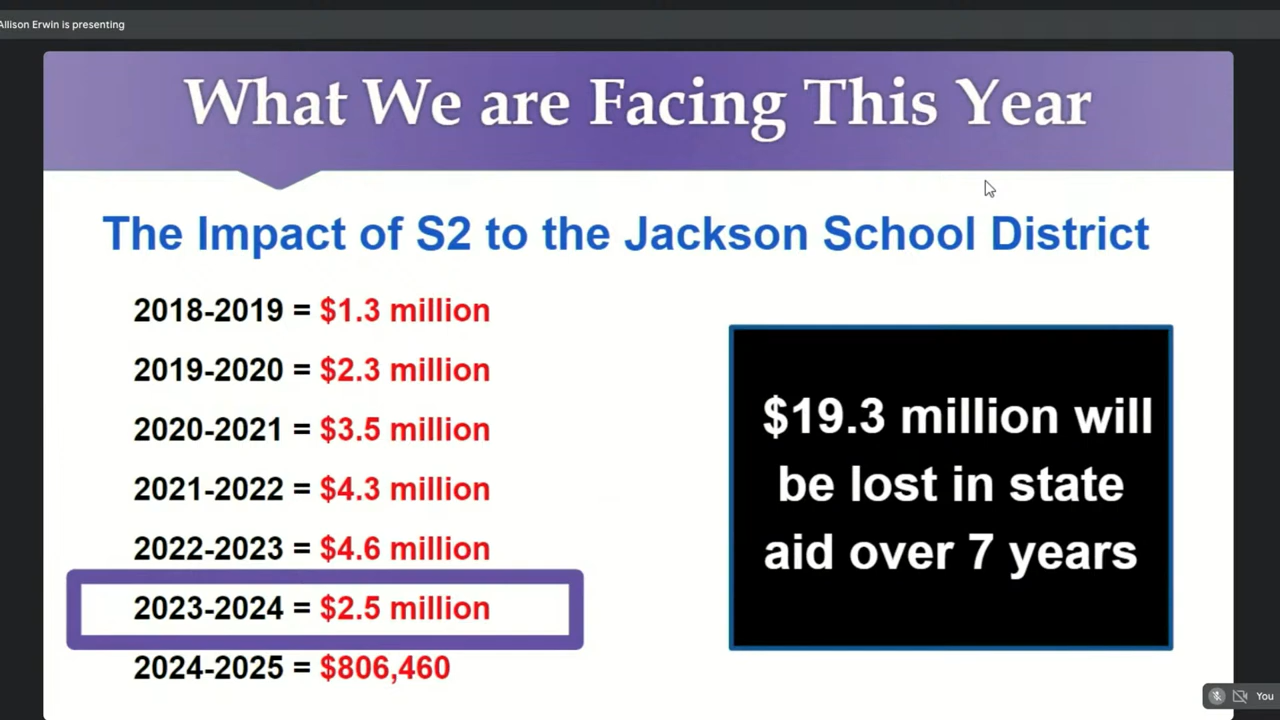 Allison Erwin is presenting
What We are Facing This Year
The Impact of S2 to the Jackson School District
2018-2019 = $1.3 million
2019-2020 = $2.3 million
2020-2021 = $3.5 million
2021-2022 = $4.3 million
2022-2023 = $4.6 million
2023-2024 = $2.5 million
2024-2025 = $806,460
$19.3 million will
be lost in state
aid over 7 years
You